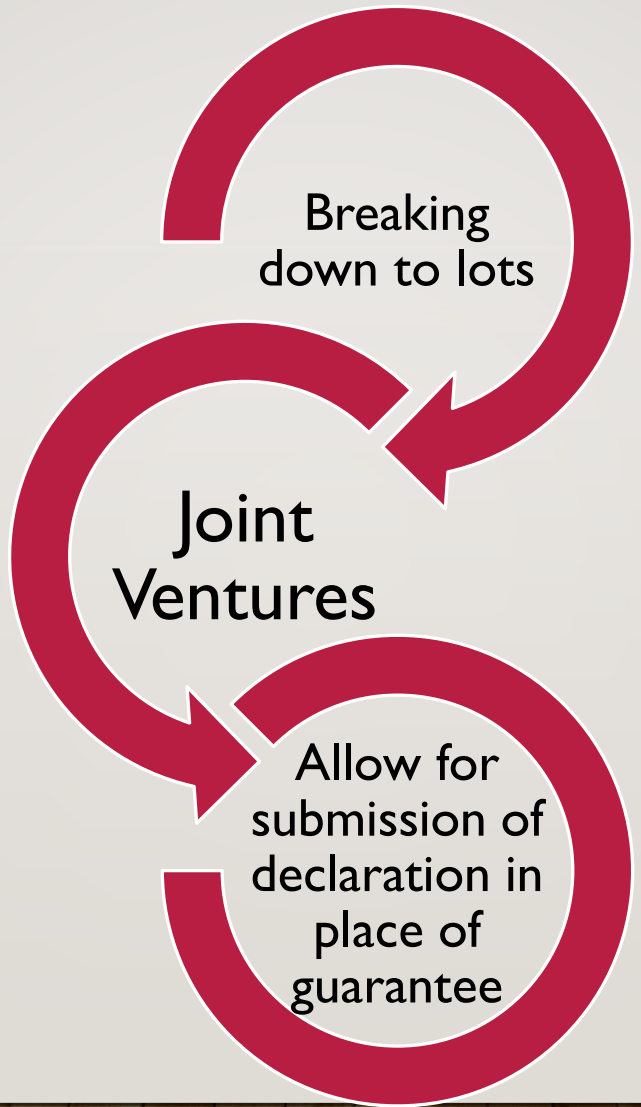 Breaking
down to lots
Joint
Ventures
Allow for
submission of
declaration in
place of
guarantee